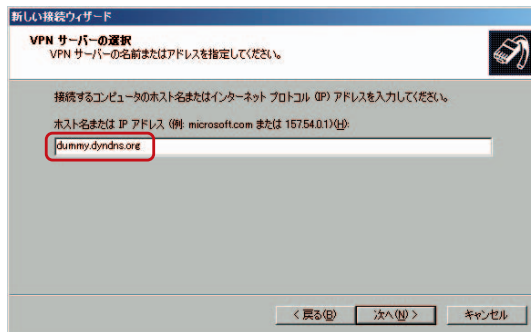 新しい接続ウィザード
VPN サーバーの選択
VPN サーバーの名前またはアドレスを指定してください。
接続するコンピュータのホスト名またはインターネット プロトコル (IP) アドレスを入力してください。
ホスト名または IP アドレス (例: microsoft.com または 157.54.0.1)(H):
dummy.dyndns.org
< 戻る(B)
次へ(N) >
キャンセル